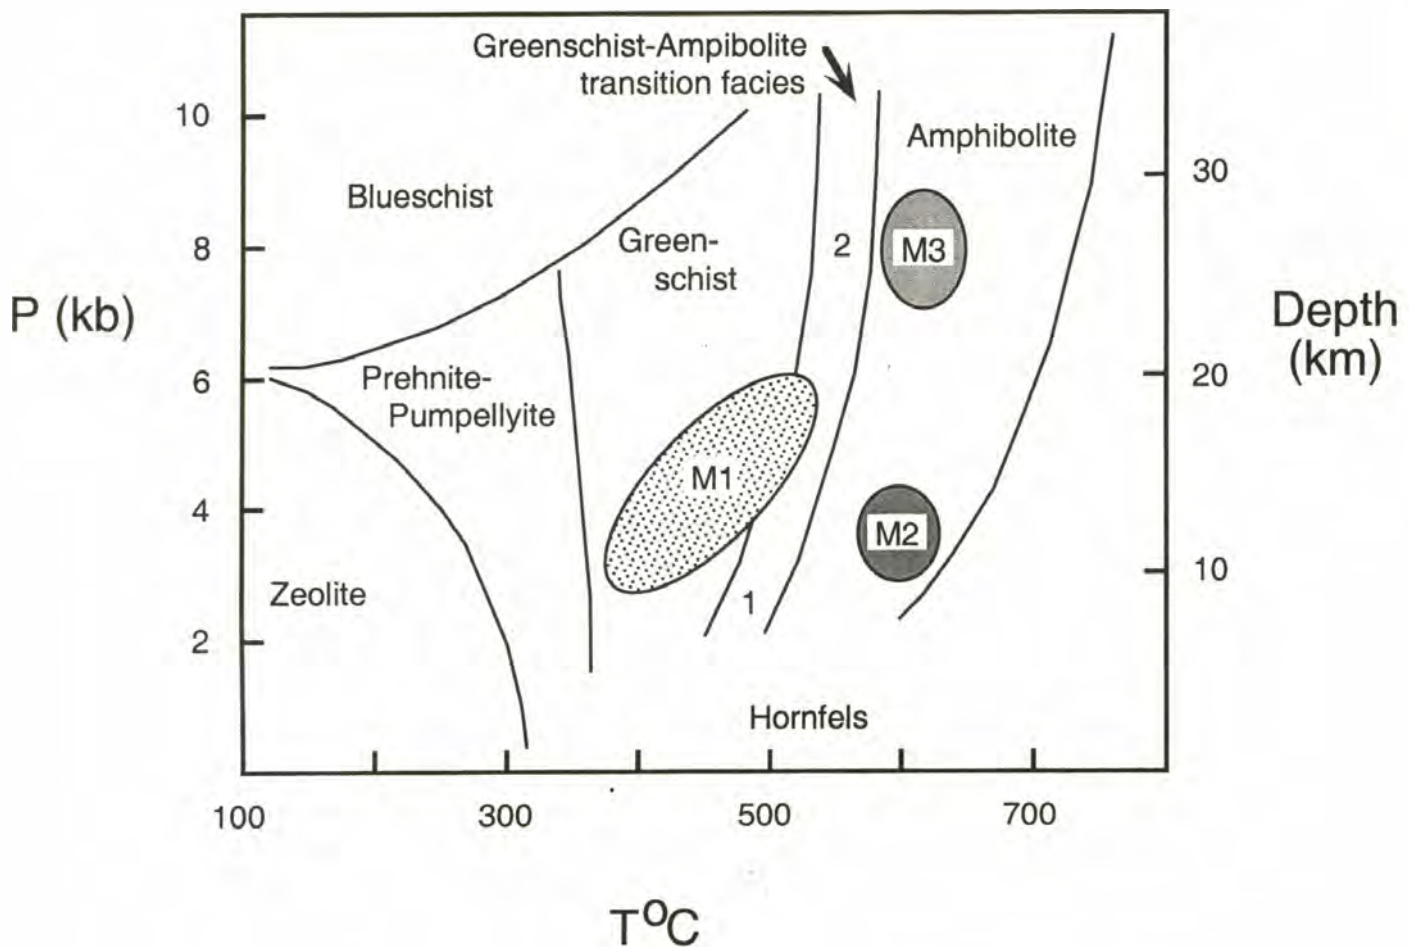 Greenschist-Ampibolite
transition facies
10
Amphibolite
30
Blueschist
Green-
schist
8
2
M3
P (kb)
Depth
(km)
6
Prehnite-
Pumpellyite
20
M1
4
M2
Zeolite
1
10
2
Hornfels
100
300
500
700
T°C